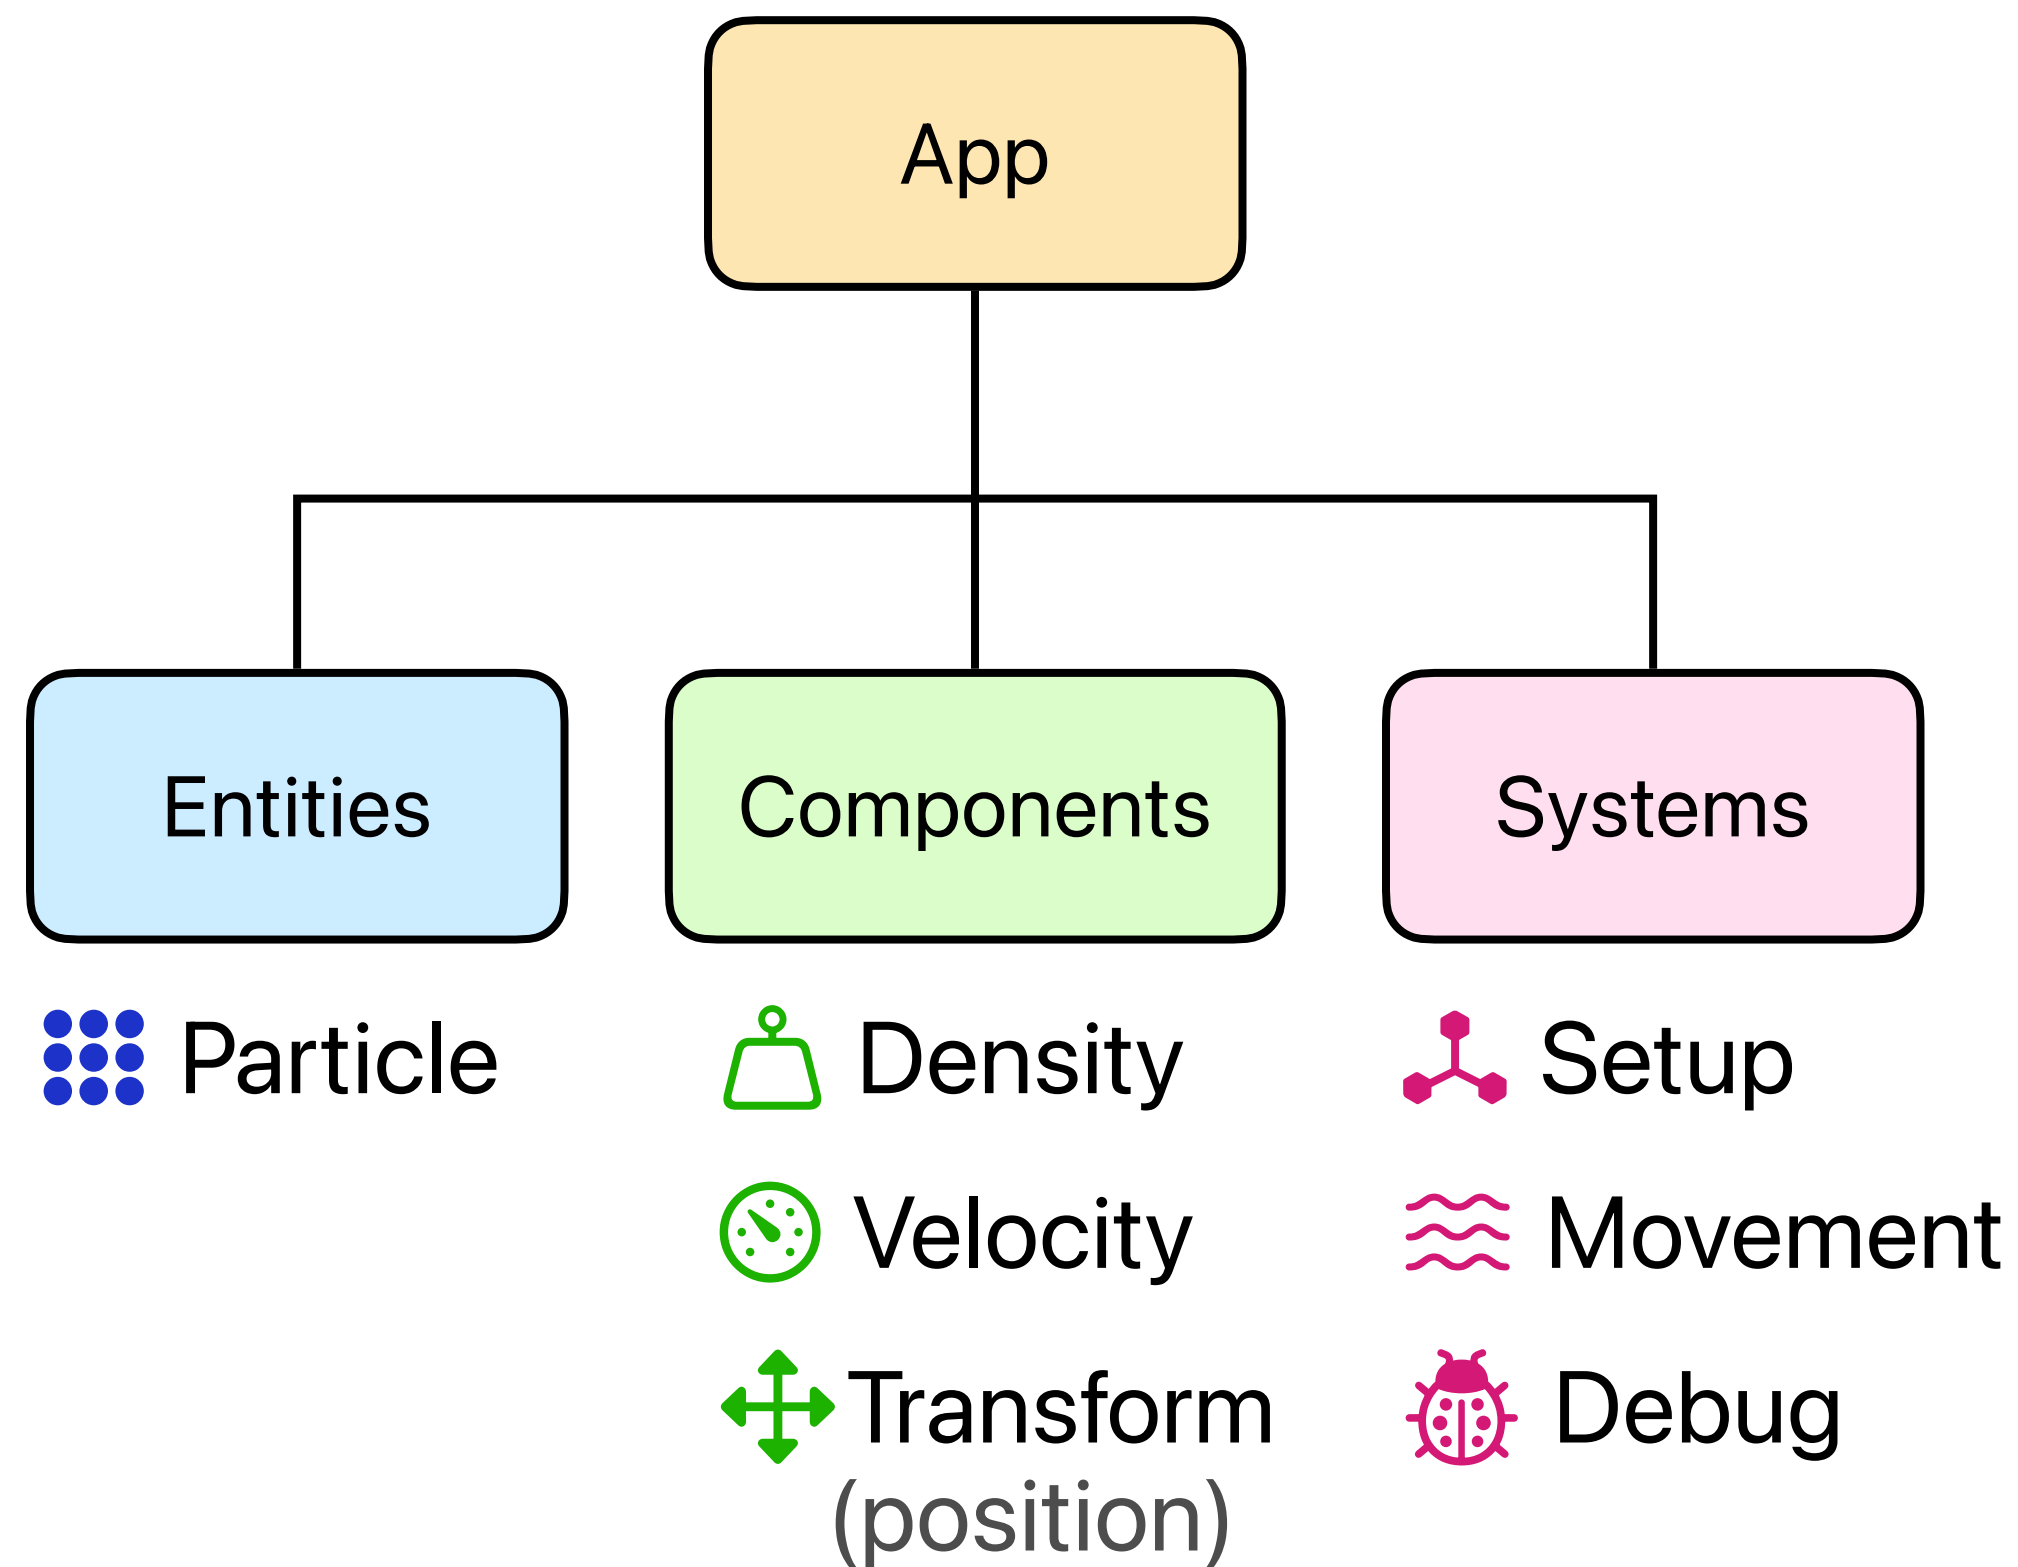 App
Entities
Components
Systems
Particle
Density
Velocity
Transform
(position)
Setup
Movement
Debug